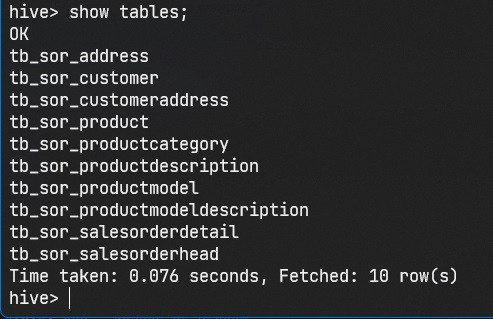 hive> show tables;
OK
tb_sor_address
tb_sor_customer
tb_sor_customeraddress
tb_sor_product
tb_sor_productcategory
tb_sor_productdescription
tb_sor_productmodel
tb_sor_productmodeldescription
tb_sor_salesorderdetail
tb_sor_salesorderhead
Time taken: 0.076 seconds, Fetched: 10 row(s)
hive>